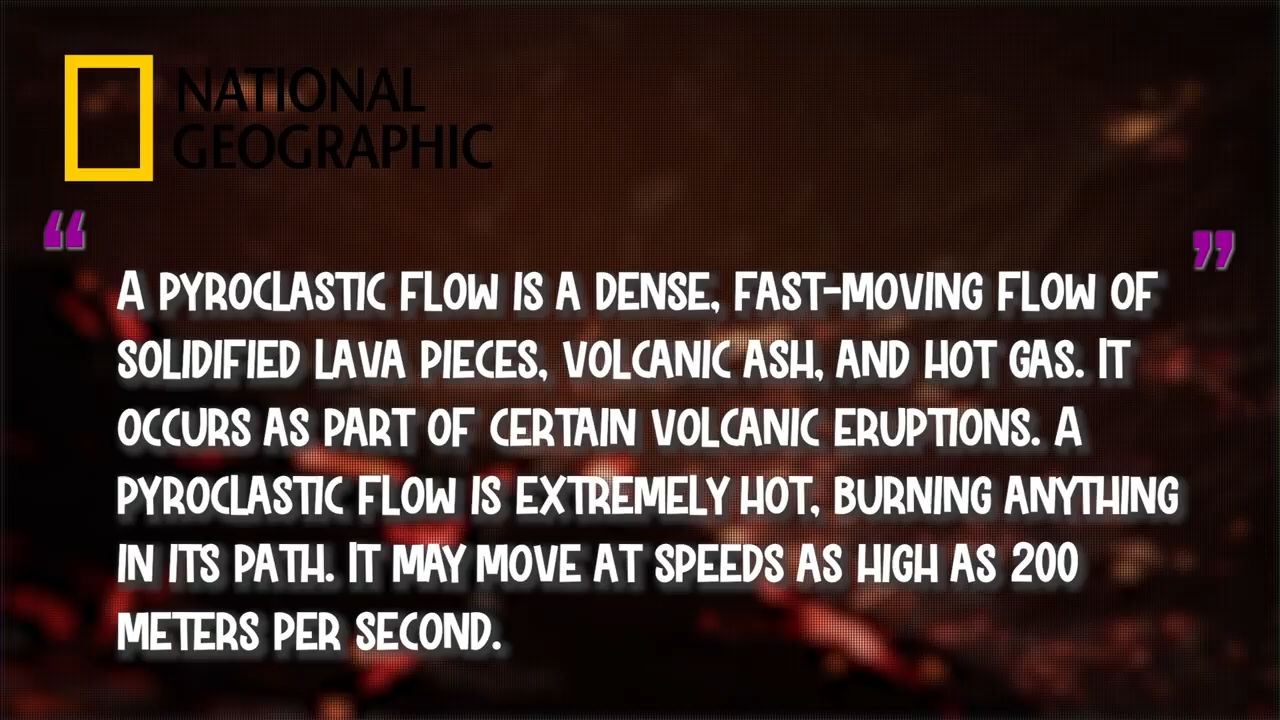 NATIONAL
GEOGRAPHIC
“ ”
A PYROCLASTIC FLOW IS A DENSE, FAST-MOVING FLOW OF
SOLIDIFIED LAVA PIECES, VOLCANIC ASH, AND HOT GAS. IT
OCCURS AS PART OF CERTAIN VOLCANIC ERUPTIONS. A
PYROCLASTIC FLOW IS EXTREMELY HOT, BURNING ANYTHING
IN ITS PATH. IT MAY MOVE AT SPEEDS AS HIGH AS 200
METERS PER SECOND.